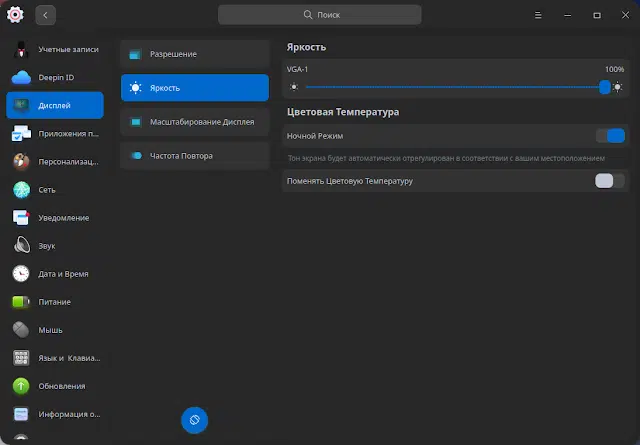 Поиск
Учетные записи
Deepin ID
Дисплей
Приложения п...
Персонализац...
Сеть
Уведомление
Звук
Дата и Время
Питание
Мышь
Язык и Клавиа...
Обновления
Информация о...
Разрешение
Яркость
Масштабирование Дисплея
Частота Повтора
Яркость
VGA-1 100%
Цветовая Температура
Ночной Режим
Тон экрана будет автоматически отрегулирован в соответствии с вашим местоположением
Поменять Цветовую Температуру